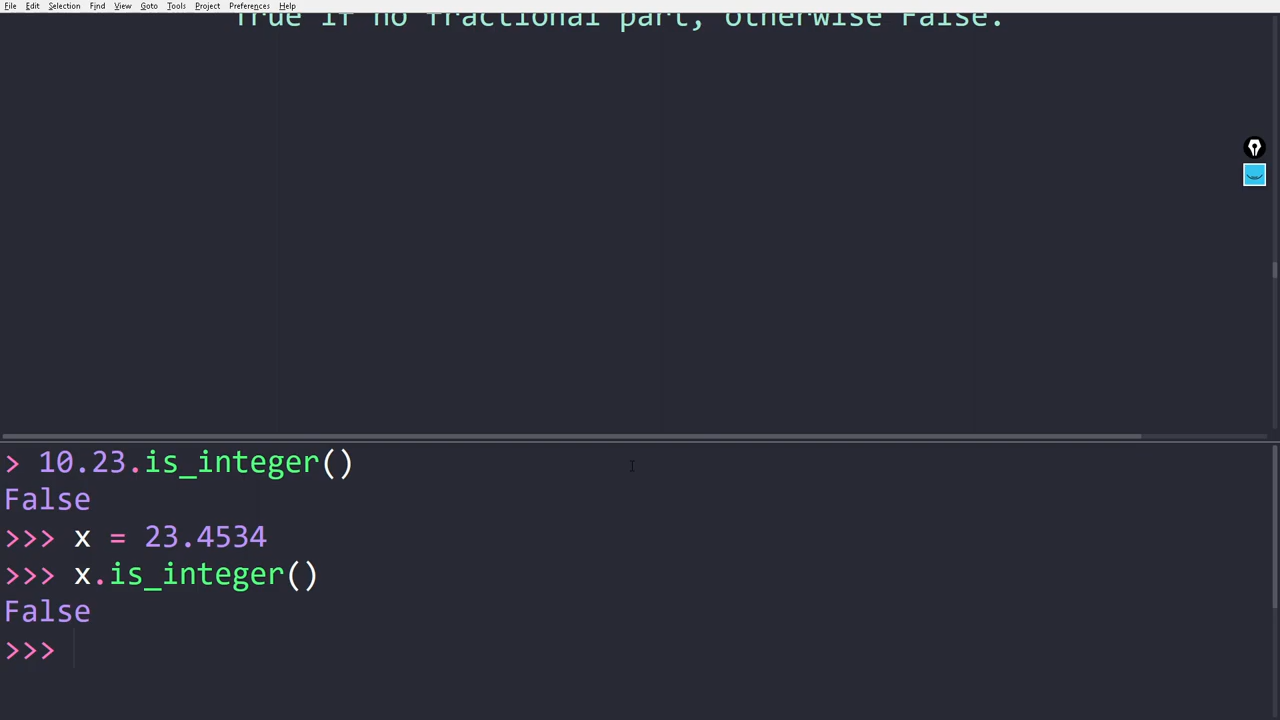 File Edit Selection Find View Goto Tools Project Preferences Help
True if no fractional part, otherwise False.
> 10.23.is_integer()
False
>>> x = 23.4534
>>> x.is_integer()
False
>>>